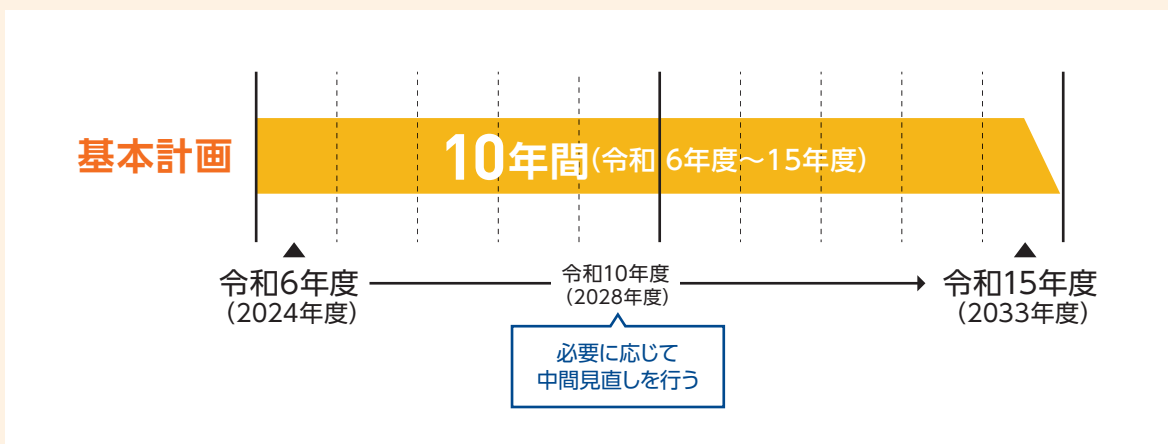 基本計画
10年間(令和 6年度〜15年度)
令和6年度
(2024年度)
令和10年度
(2028年度)
令和15年度
(2033年度)
必要に応じて
中間見直しを行う